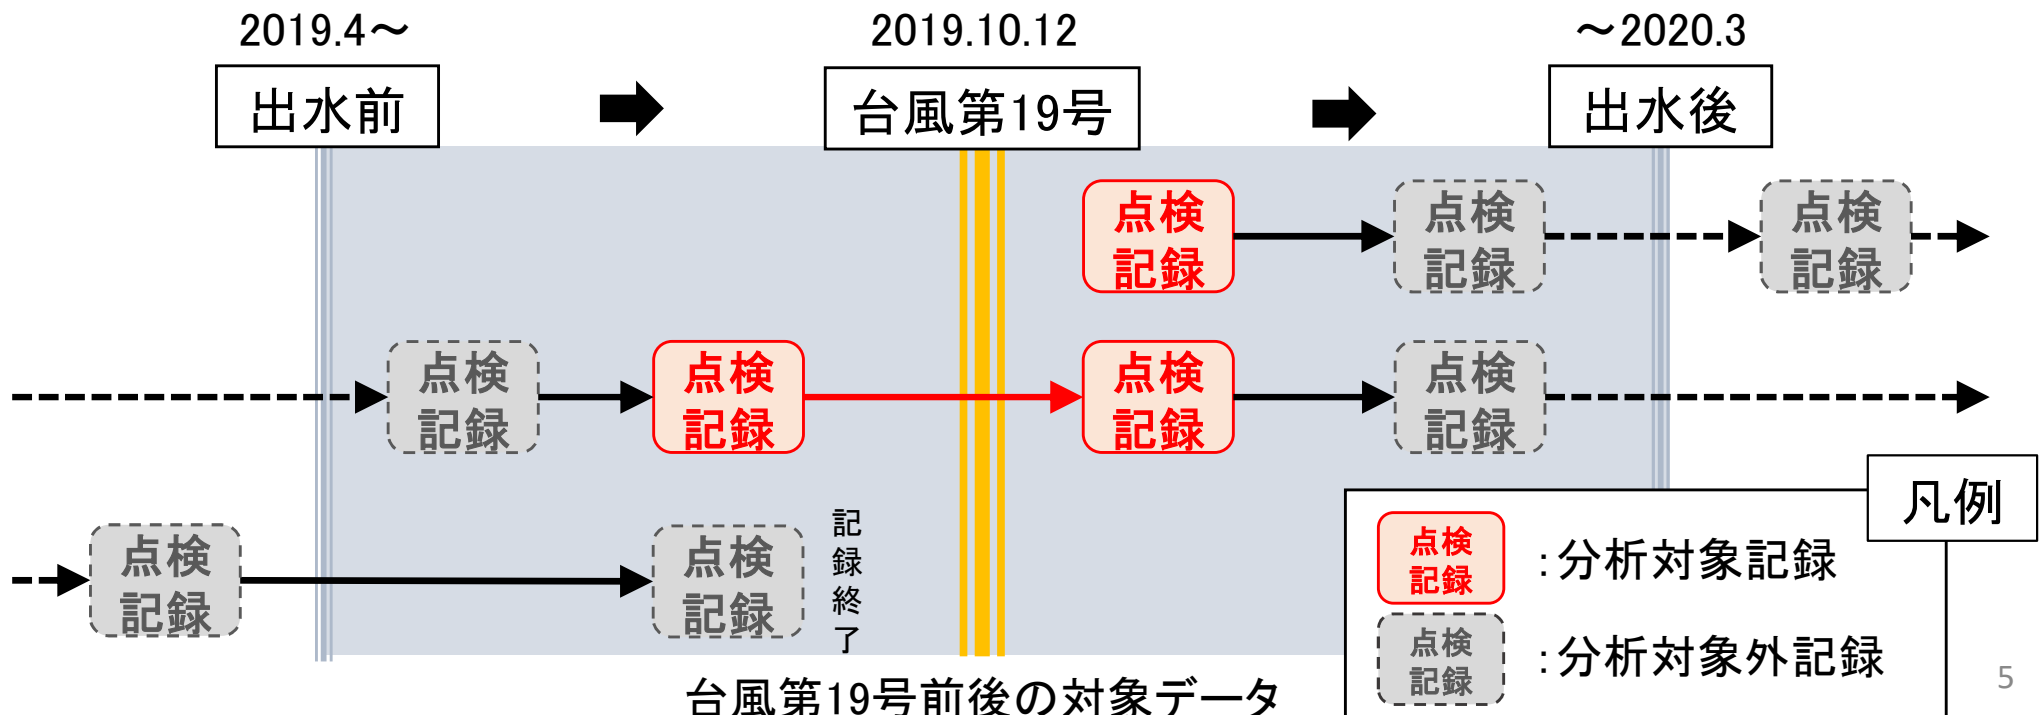 2019.4～
2019.10.12
～2020.3
出水前
台風第19号
出水後
点検
記録
点検
記録
点検
記録
点検
記録
点検
記録
点検
記録
点検
記録
点検
記録
点検
記録
記録終了
凡例
点検
記録
:分析対象記録
点検
記録
:分析対象外記録
台風第19号前後の対象データ
5